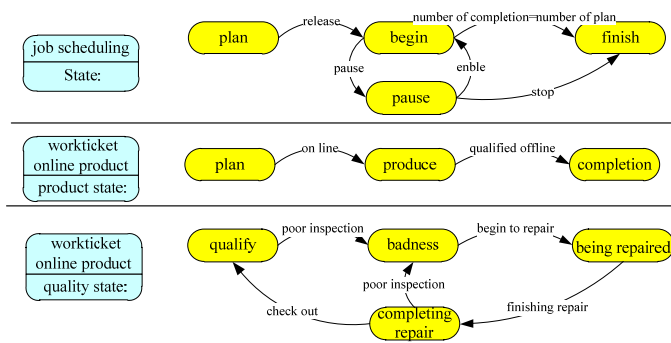 job scheduling
State:
plan
release
begin
number of completion=number of plan
finish
pause
enble
pause
stop
workticket
online product
product state:
plan
on line
produce
qualified offline
completion
workticket
online product
quality state:
qualify
poor inspection
badness
begin to repair
being repaired
poor inspection
check out
completing
repair
finishing repair